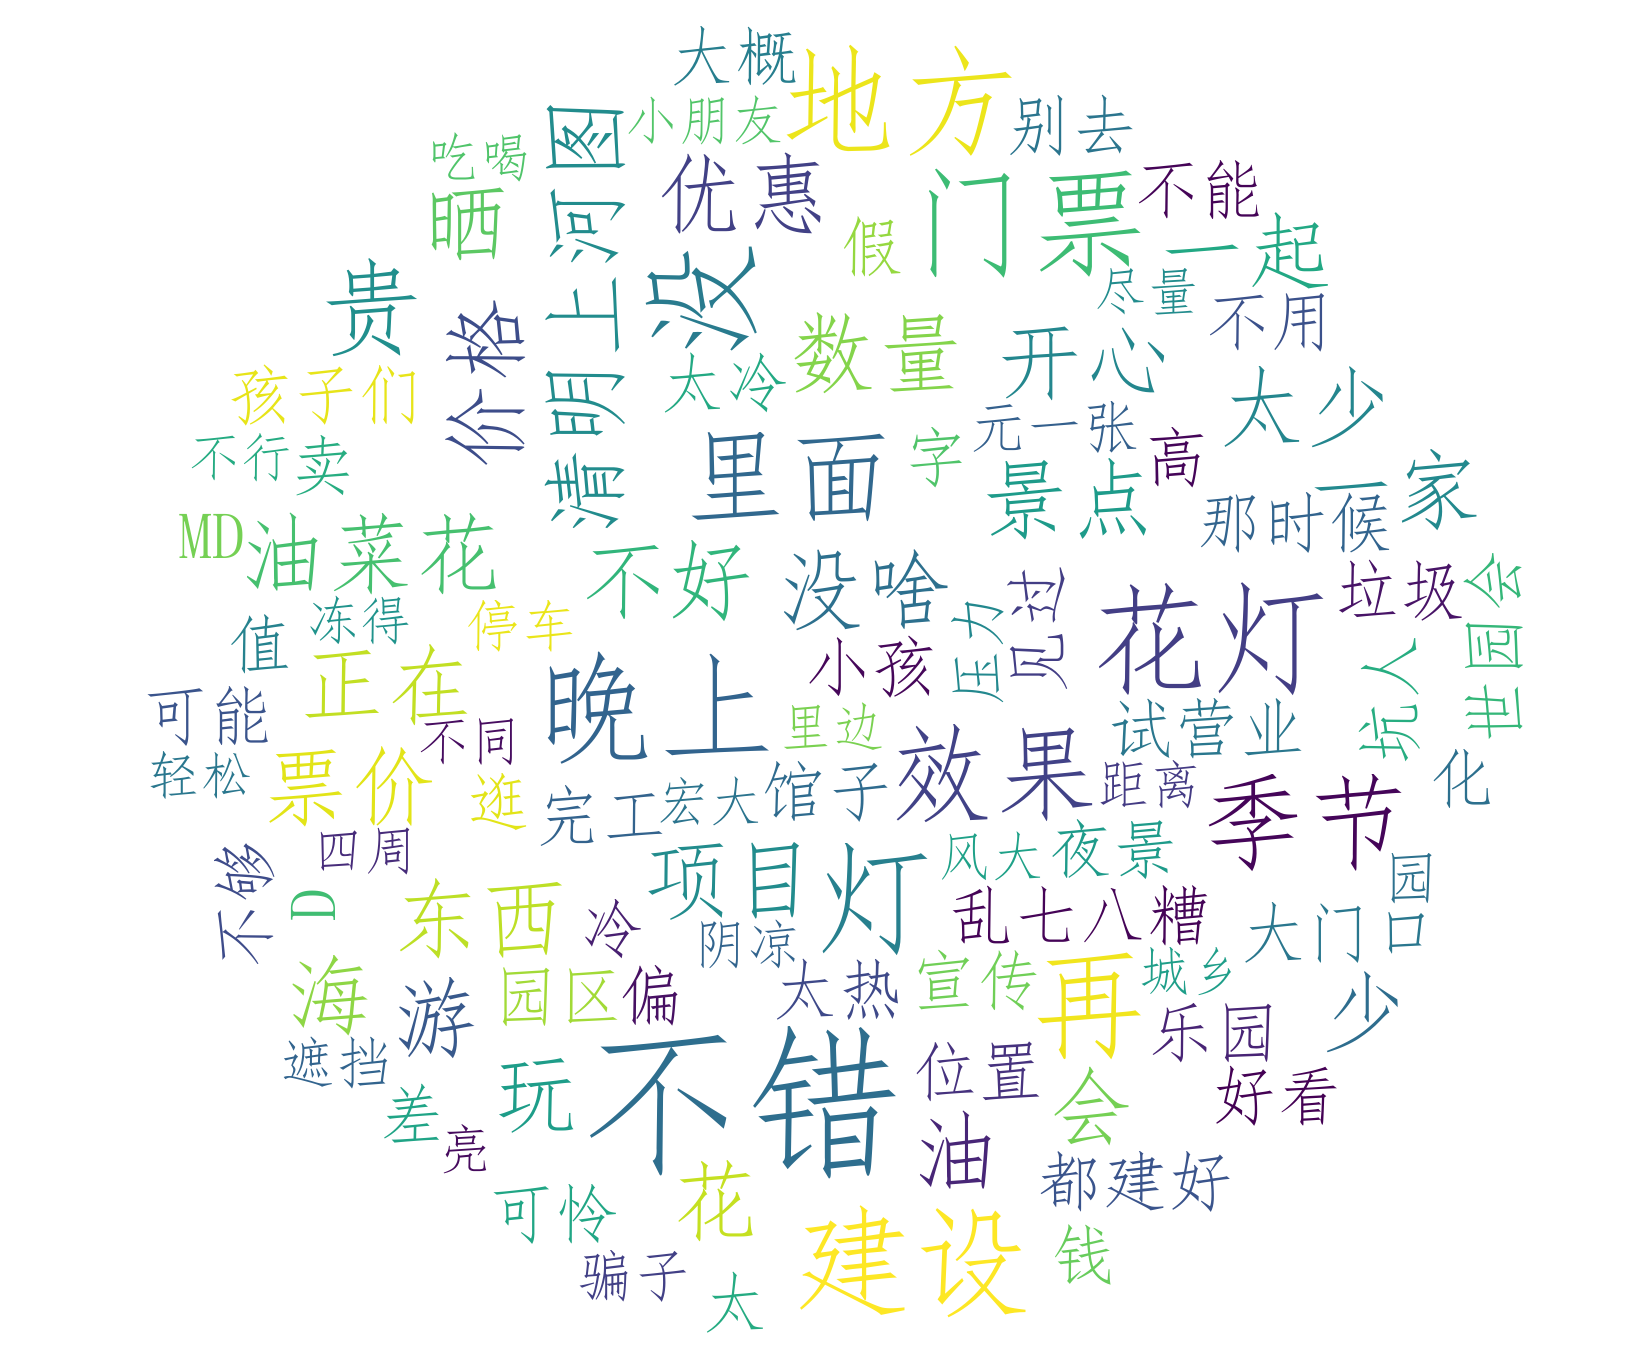 大概
地方
小朋友
别去
吃喝
清明上河图
优惠
门票
不能
晒
假
一起
没
贵
尽量
不用
价格
数量
开心
太冷
太少
孩子们
元一张
里面
字
高
不行
卖
景点
一家
那时候
MD
油菜花
不好
没啥
见过
垃圾
世园会
冻得
停车
值
压力
花灯
小孩
坑人
正在
晚上
可能
不同
里边
试营业
轻松
票价
逛
完工
宏大
馆子
效果
距离
季节
化
四周
不够
项目
灯
风大
夜景
园
D
东西
冷
阴凉
乱七八糟
大门口
海
游
园区
偏
太热
宣传
再
城乡
少
遮挡
玩
不错
位置
乐园
好看
差
亮
会
油
可怜
花
都建好
骗子
太
建设
钱